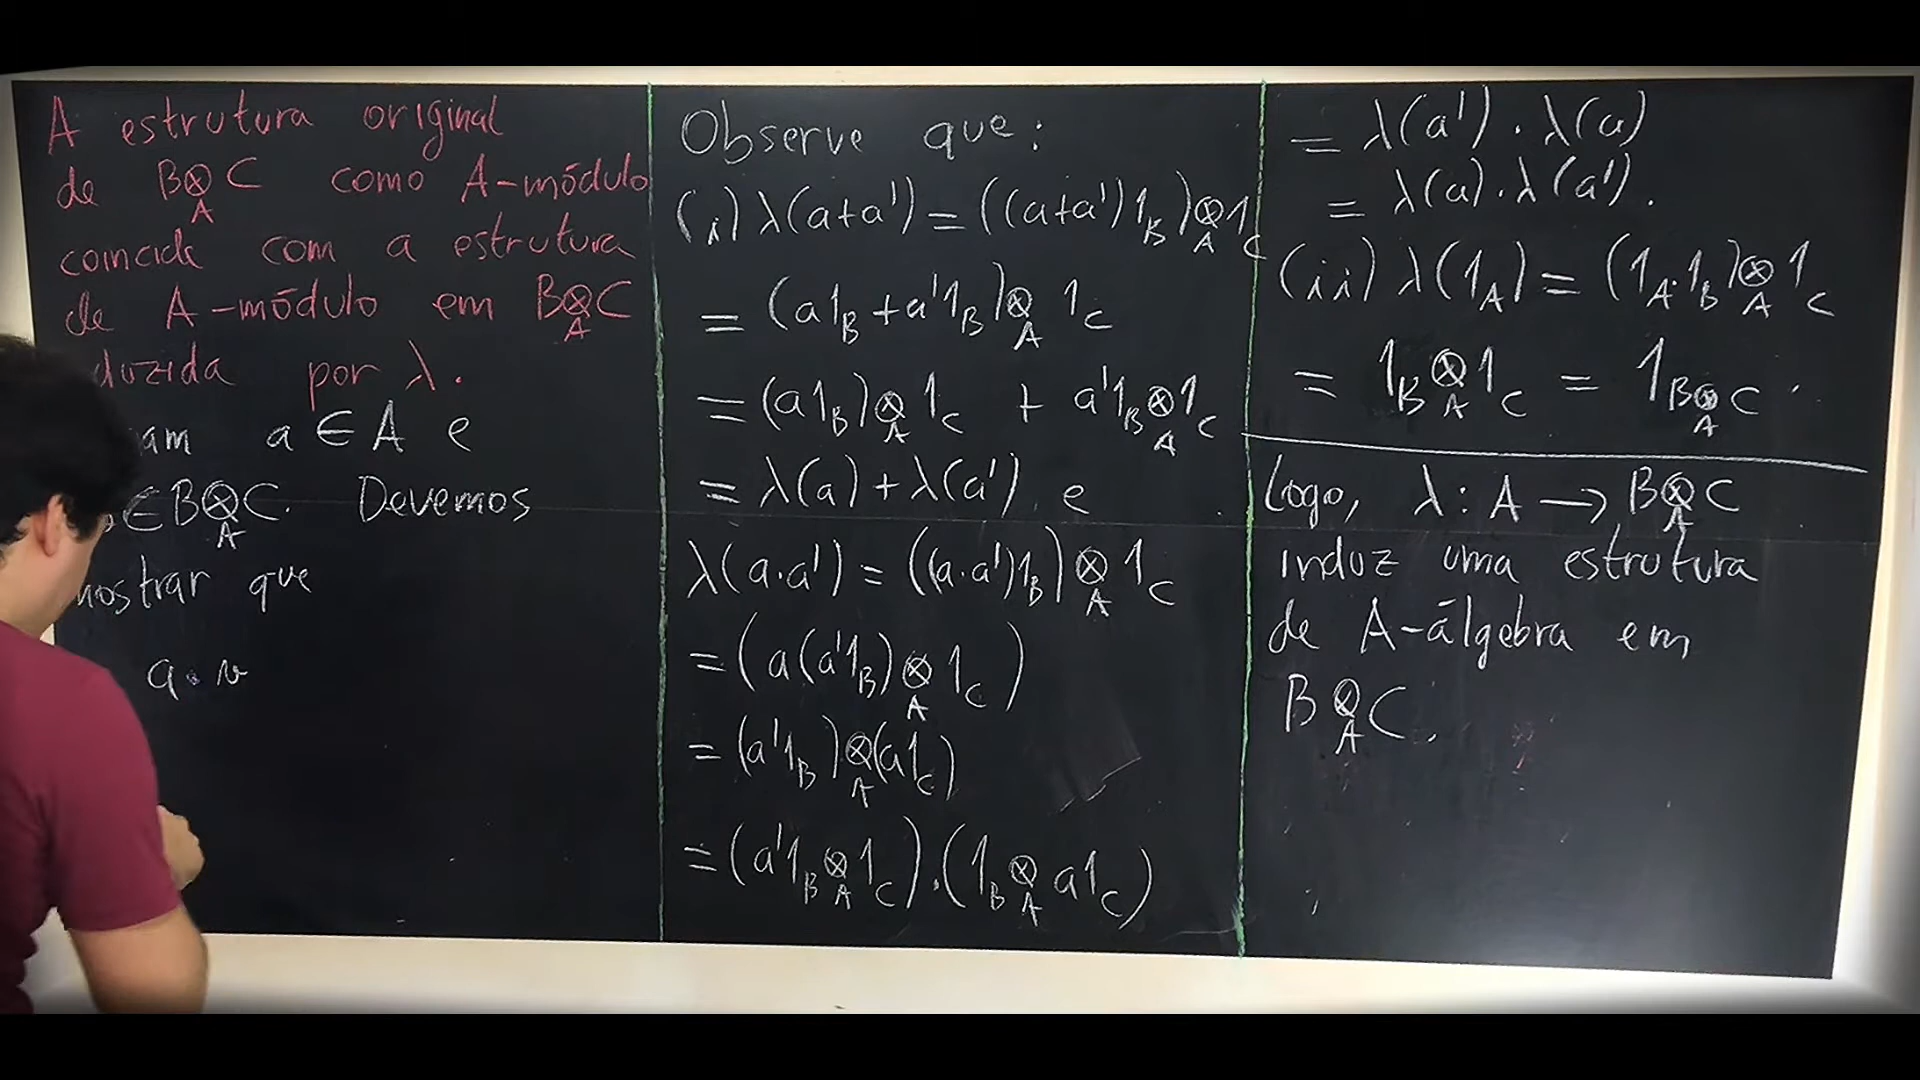 A estrutura original
de B⊗_A C como A-módulo
coincide com a estrutura
de A-módulo em B⊗_A C
duzida por λ.
am a ∈ A e
∈ B⊗_A C. Devemos
mostrar que
a · v
Observe que:
(i) λ(a+a') = ((a+a')1_B)⊗_A 1_C
= (a1_B + a'1_B)⊗_A 1_C
= (a1_B)⊗_A 1_C + a'1_B⊗_A 1_C
= λ(a) + λ(a') e
λ(a·a') = ((a·a')1_B)⊗_A 1_C
= (a(a'1_B)⊗_A 1_C)
= (a'1_B)⊗_A (a1_C)
= (a'1_B⊗_A 1_C)·(1_B⊗_A a1_C)
= λ(a')·λ(a)
= λ(a)·λ(a').
(ii) λ(1_A) = (1_A·1_B)⊗_A 1_C
= 1_B⊗_A 1_C = 1_{B⊗_A C}.
Logo, λ: A → B⊗_A C
induz uma estrutura
de A-álgebra em
B⊗_A C.